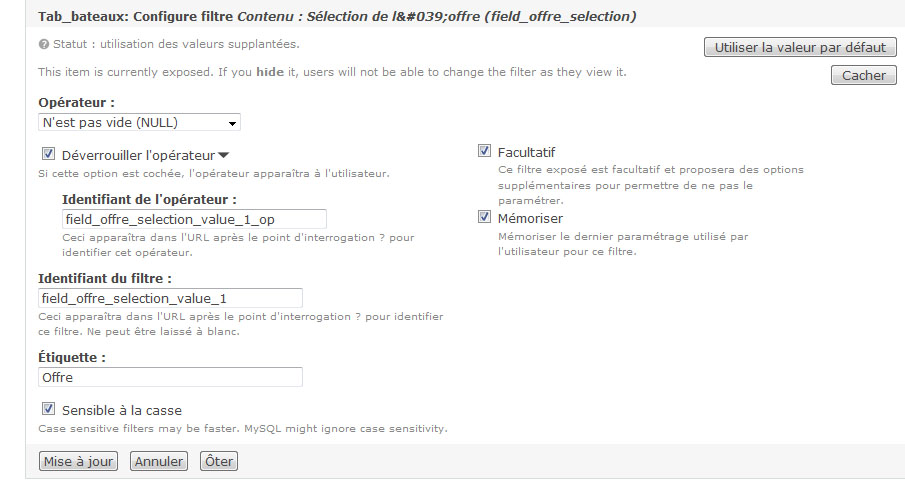 Tab_bateaux: Configure filtre Contenu : Sélection de l&#039;offre (field_offre_selection)
Statut : utilisation des valeurs supplantées.
Utiliser la valeur par défaut
This item is currently exposed. If you hide it, users will not be able to change the filter as they view it.
Cacher
Opérateur :
N'est pas vide (NULL)
Déverrouiller l'opérateur
Si cette option est cochée, l'opérateur apparaîtra à l'utilisateur.
Identifiant de l'opérateur :
field_offre_selection_value_1_op
Ceci apparaîtra dans l'URL après le point d'interrogation ? pour
identifier cet opérateur.
Facultatif
Ce filtre exposé est facultatif et proposera des options
supplémentaires pour permettre de ne pas le
paramétrer.
Mémoriser
Mémoriser le dernier paramétrage utilisé par
l'utilisateur pour ce filtre.
Identifiant du filtre :
field_offre_selection_value_1
Ceci apparaîtra dans l'URL après le point d'interrogation ? pour identifier
ce filtre. Ne peut être laissé à blanc.
Étiquette :
Offre
Sensible à la casse
Case sensitive filters may be faster. MySQL might ignore case sensitivity.
Mise à jour
Annuler
Ôter